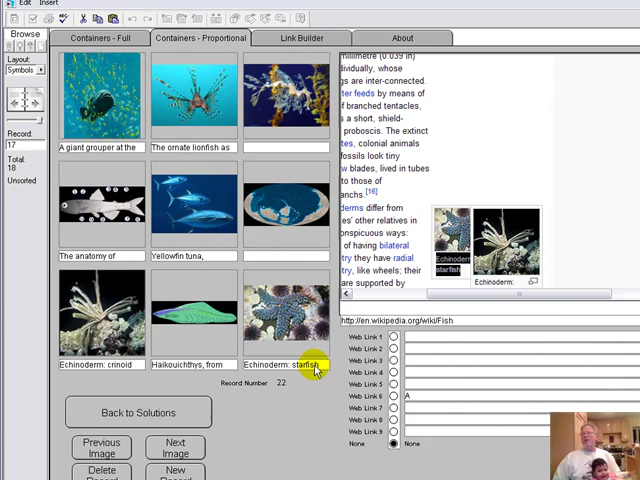 Edit Insert
Browse
Layout:
Symbols
Record:
17
Total:
18
Unsorted
Containers - Full
Containers - Proportional
Link Builder
About
A giant grouper at the
The ornate lionfish as
The anatomy of
Yellowfin tuna,
Echinoderm: crinoid
Haikouichthys, from
Echinoderm: starfish
Record Number 22
Back to Solutions
Previous Image
Next Image
Delete
New
millimetre (0.039 in)
dividually, whose
gs are inter-connected.
ter feeds by means of
f branched tentacles,
s a short, shield-
proboscis. The extinct
tes, colonial animals
fossils look tiny
w blades, lived in tubes
to those of
anchs.[16]
derms differ from
es' other relatives in
onspicuous ways:
of having bilateral
try they have radial
try, like wheels; their
are supported by
Echinoderm
starfish
Echinoderm:
http://en.wikipedia.org/wiki/Fish
Web Link 1
Web Link 2
Web Link 3
Web Link 4
Web Link 5
Web Link 6 A
Web Link 7
Web Link 8
Web Link 9
None None